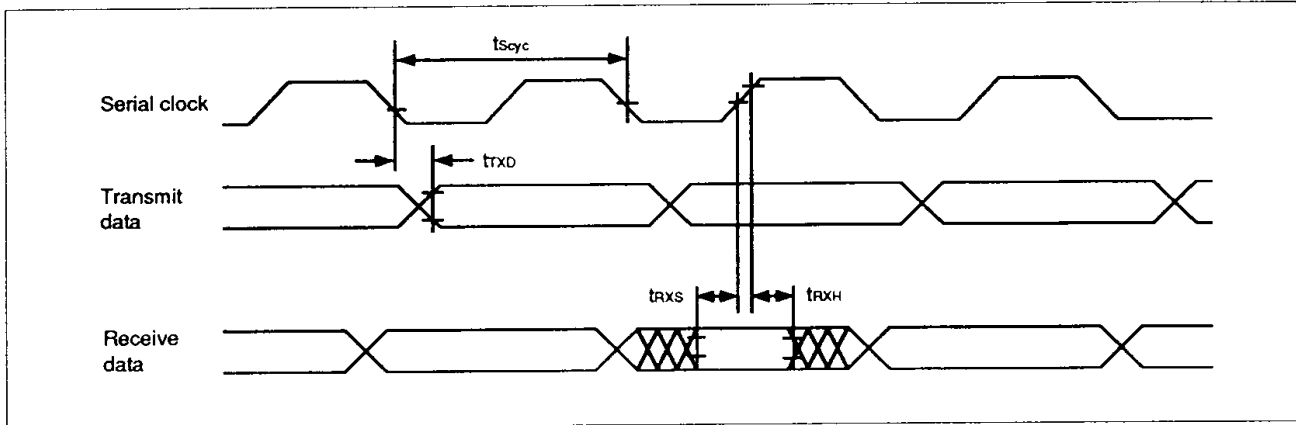 tScyc
Serial clock
tTXD
Transmit
data
tRXS
tRXH
Receive
data